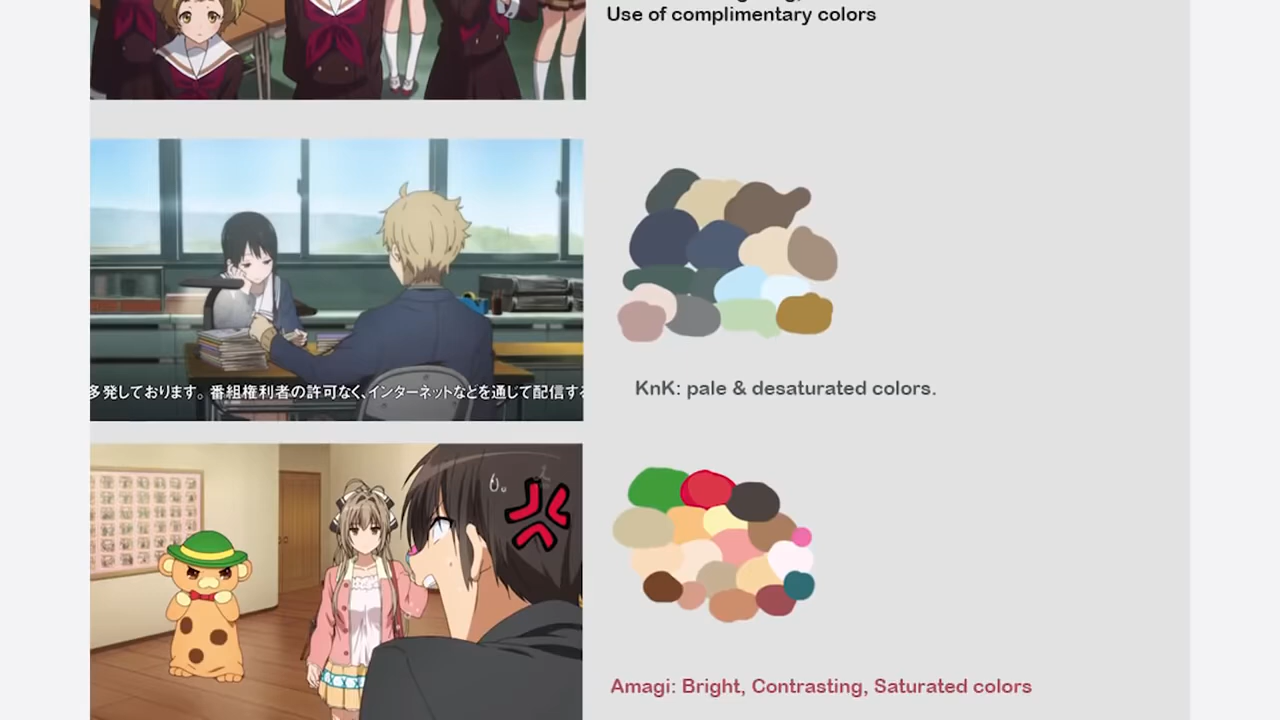 Use of complimentary colors
多発しております。番組権利者の許可なく、インターネットなどを通じて配信する
KnK: pale & desaturated colors.
Amagi: Bright, Contrasting, Saturated colors